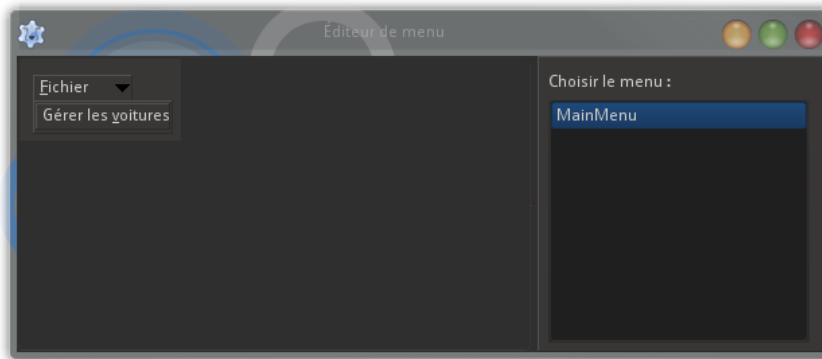 Éditeur de menu
Fichier
Gérer les voitures
Choisir le menu :
MainMenu